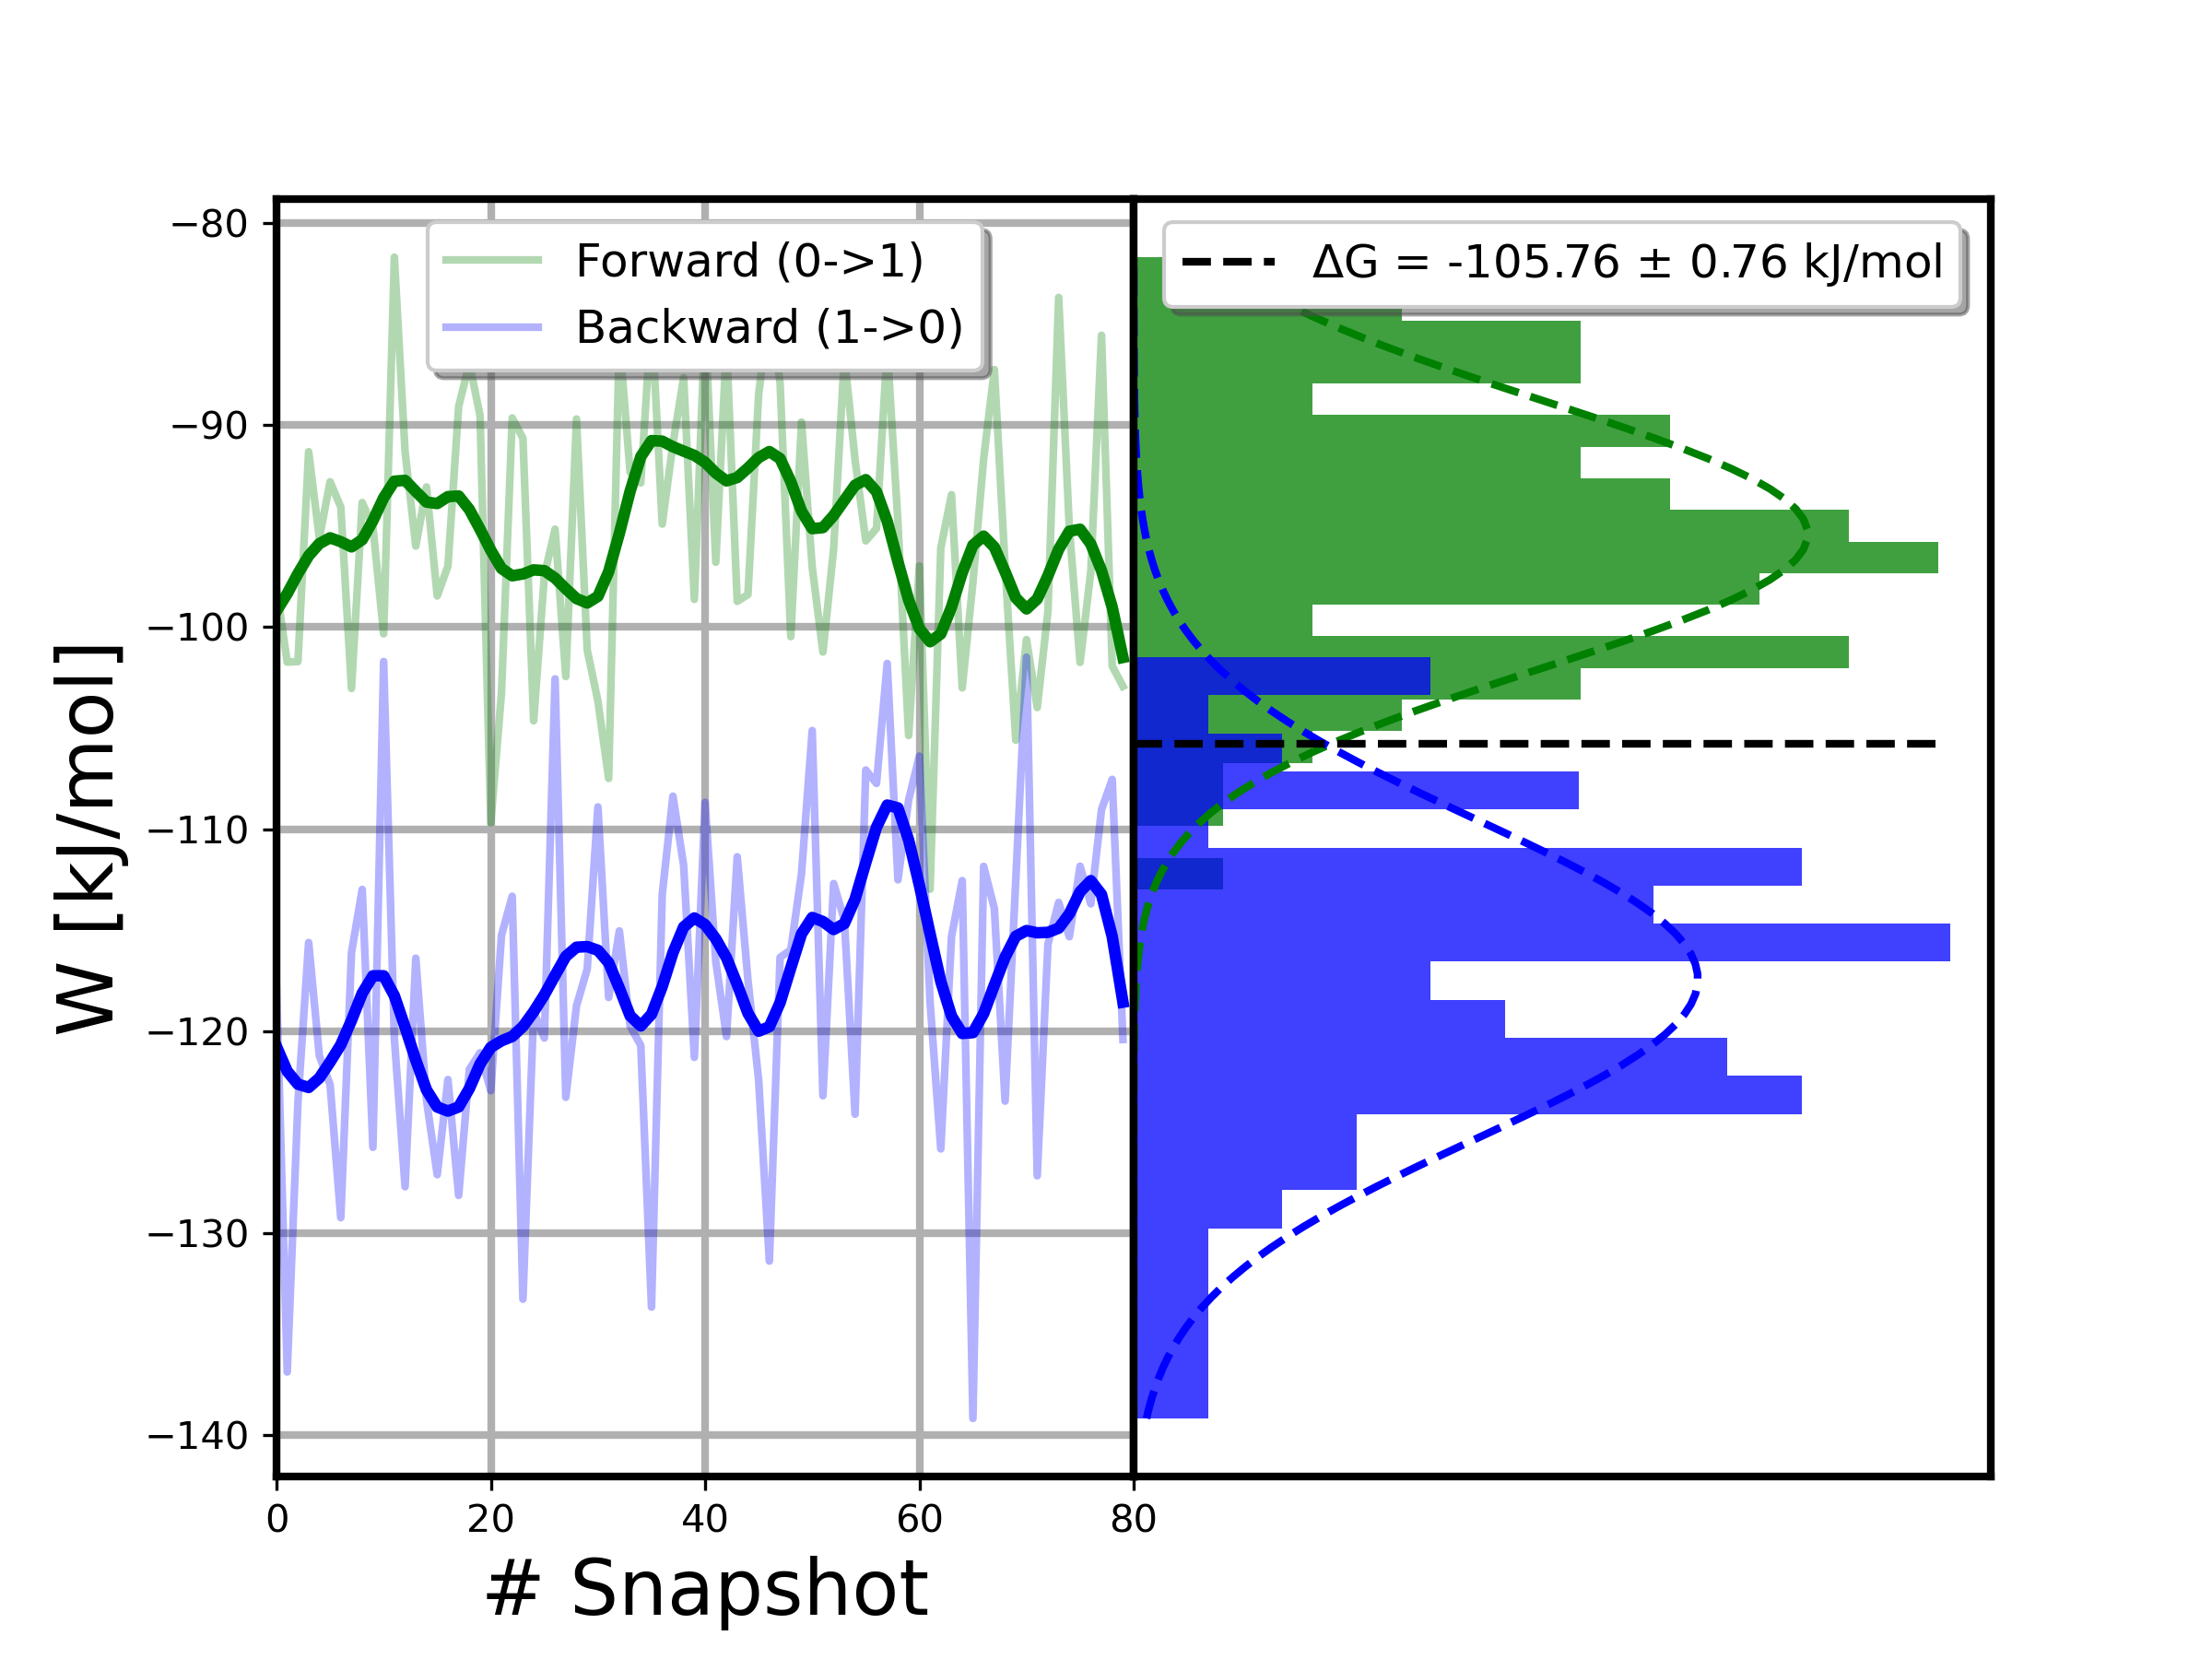 −80
−90
−100
−110
−120
−130
−140
W [kJ/mol]
0
20
40
60
80
# Snapshot
Forward (0->1)
Backward (1->0)
ΔG = -105.76 ± 0.76 kJ/mol